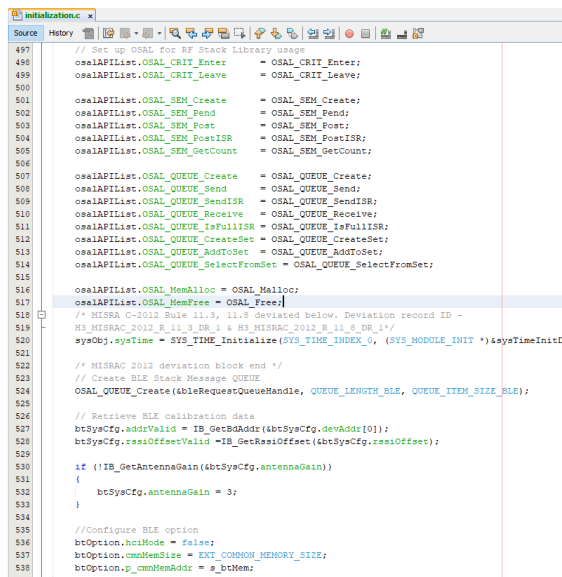 initialization.c x
Source History
497 // Set up OSAL for RF Stack Library usage
498 osalAPIList.OSAL_CRIT_Enter = OSAL_CRIT_Enter;
499 osalAPIList.OSAL_CRIT_Leave = OSAL_CRIT_Leave;
500
501 osalAPIList.OSAL_SEM_Create = OSAL_SEM_Create;
502 osalAPIList.OSAL_SEM_Pend = OSAL_SEM_Pend;
503 osalAPIList.OSAL_SEM_Post = OSAL_SEM_Post;
504 osalAPIList.OSAL_SEM_PostISR = OSAL_SEM_PostISR;
505 osalAPIList.OSAL_SEM_GetCount = OSAL_SEM_GetCount;
506
507 osalAPIList.OSAL_QUEUE_Create = OSAL_QUEUE_Create;
508 osalAPIList.OSAL_QUEUE_Send = OSAL_QUEUE_Send;
509 osalAPIList.OSAL_QUEUE_SendISR = OSAL_QUEUE_SendISR;
510 osalAPIList.OSAL_QUEUE_Receive = OSAL_QUEUE_Receive;
511 osalAPIList.OSAL_QUEUE_IsFullISR = OSAL_QUEUE_IsFullISR;
512 osalAPIList.OSAL_QUEUE_CreateSet = OSAL_QUEUE_CreateSet;
513 osalAPIList.OSAL_QUEUE_AddToSet = OSAL_QUEUE_AddToSet;
514 osalAPIList.OSAL_QUEUE_SelectFromSet = OSAL_QUEUE_SelectFromSet;
515
516 osalAPIList.OSAL_MemAlloc = OSAL_Malloc;
517 osalAPIList.OSAL_MemFree = OSAL_Free;
518 /* MISRA C-2012 Rule 11.3, 11.8 deviated below. Deviation record ID -
519 H3_MISRAC_2012_R_11_3_DR_1 & H3_MISRAC_2012_R_11_8_DR_1*/
520 sysObj.sysTime = SYS_TIME_Initialize(SYS_TIME_INDEX_0, (SYS_MODULE_INIT *)&sysTimeInitD
521
522 /* MISRAC 2012 deviation block end */
523 // Create BLE Stack Message QUEUE
524 OSAL_QUEUE_Create(&bleRequestQueueHandle, QUEUE_LENGTH_BLE, QUEUE_ITEM_SIZE_BLE);
525
526 // Retrieve BLE calibration data
527 btSysCfg.addrValid = IB_GetBdAddr(&btSysCfg.devAddr[0]);
528 btSysCfg.rssiOffsetValid =IB_GetRssiOffset(&btSysCfg.rssiOffset);
529
530 if (!IB_GetAntennaGain(&btSysCfg.antennaGain))
531 {
532 btSysCfg.antennaGain = 3;
533 }
534
535 //Configure BLE option
536 btOption.hciMode = false;
537 btOption.cmnMemSize = EXT_COMMON_MEMORY_SIZE;
538 btOption.p_cmnMemAddr = s_btMem;